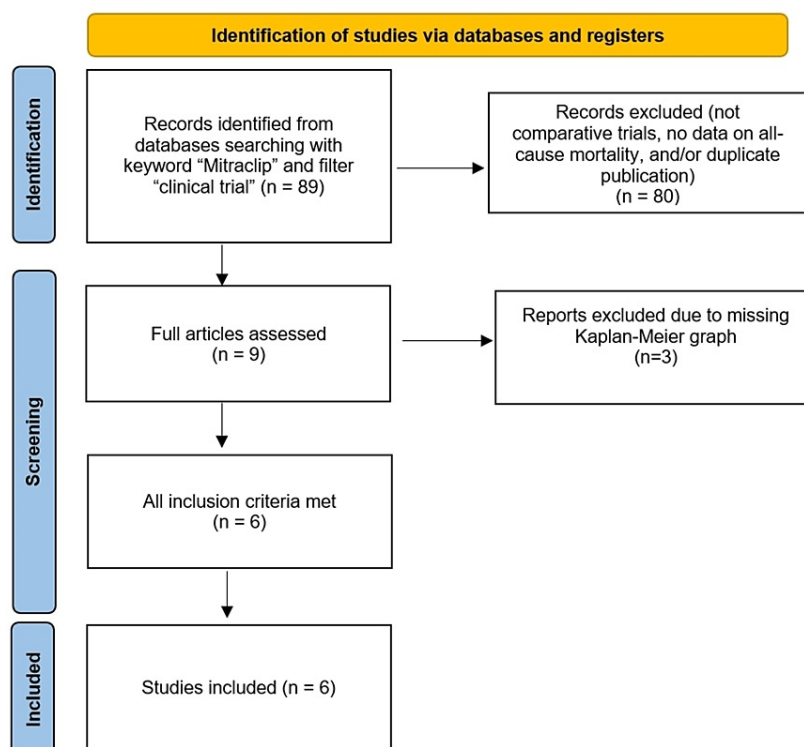 Identification of studies via databases and registers
Identification
Records identified from
databases searching with
keyword “Mitraclip” and filter
“clinical trial” (n = 89)
Records excluded (not
comparative trials, no data on all-
cause mortality, and/or duplicate
publication)
(n = 80)
Screening
Full articles assessed
(n = 9)
Reports excluded due to missing
Kaplan-Meier graph
(n=3)
All inclusion criteria met
(n = 6)
Included
Studies included (n = 6)